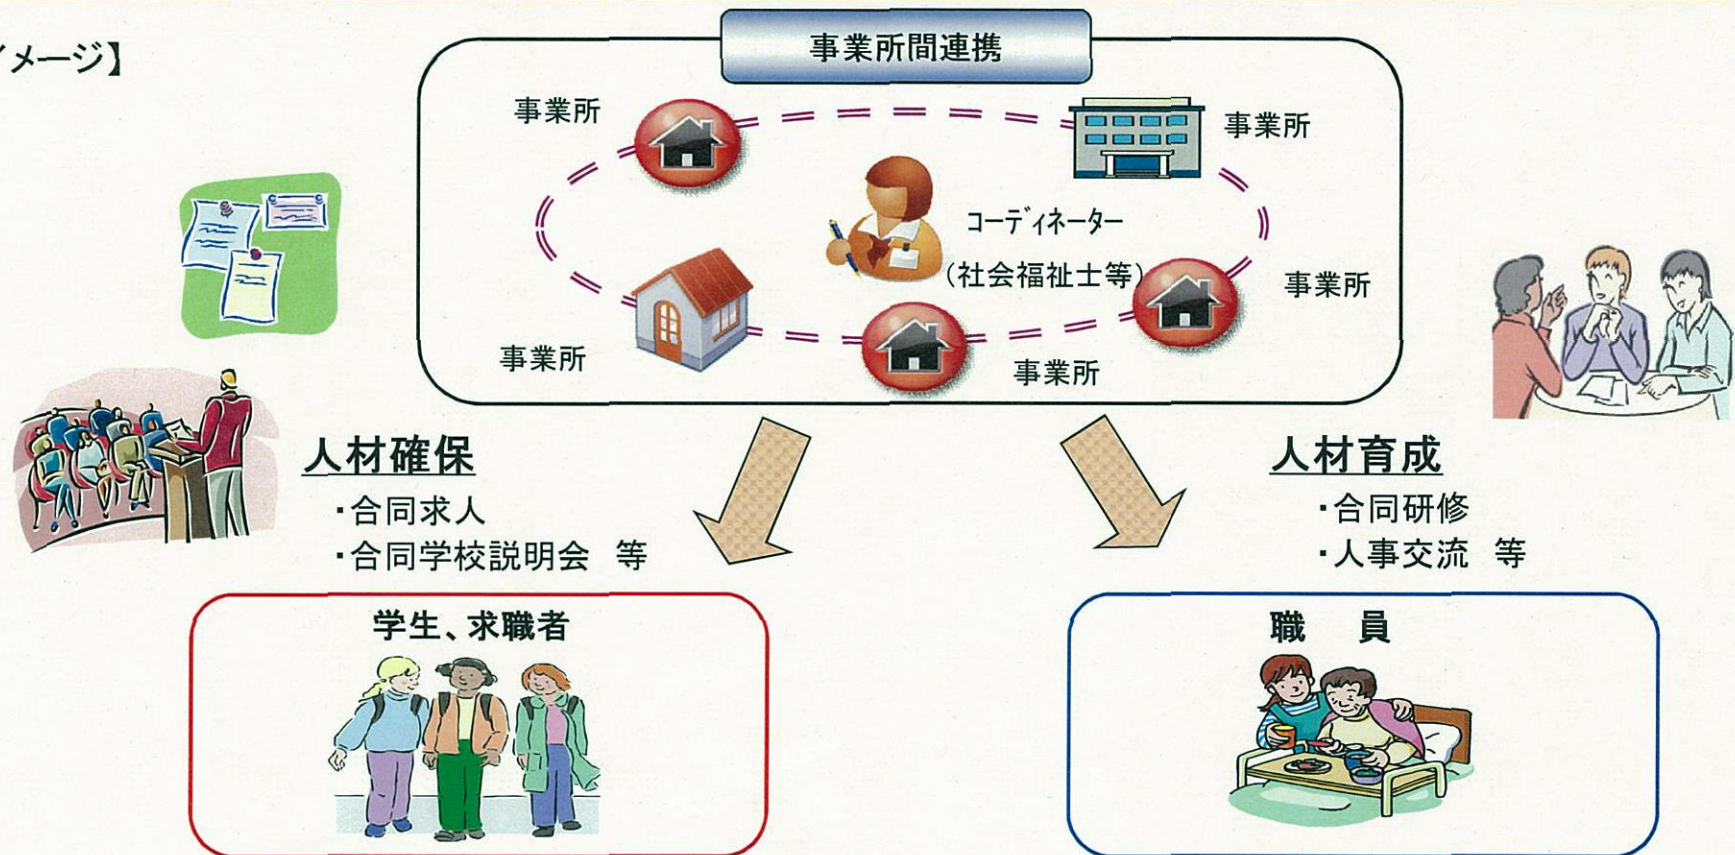 イメージ】
事業所間連携
事業所
事業所
コーディネーター
(社会福祉士等)
事業所
事業所
事業所
人材確保
・合同求人
・合同学校説明会 等
人材育成
・合同研修
・人事交流 等
学生、求職者
職 員